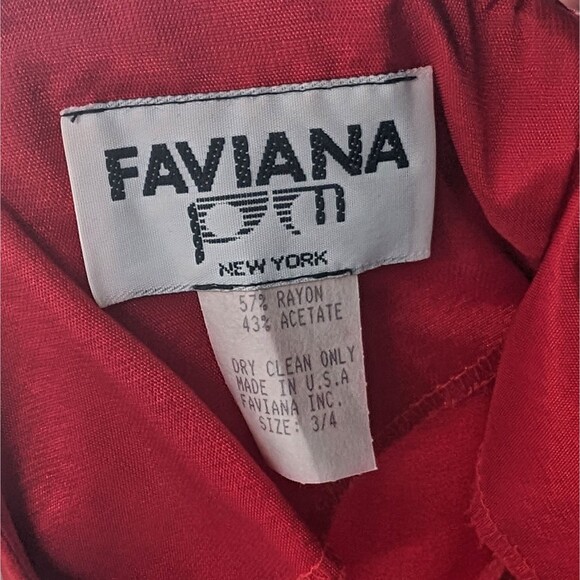 FAVIANA
pm
NEW YORK
57% RAYON
43% ACETATE
DRY CLEAN ONLY
MADE IN U.S.A
FAVIANA INC.
SIZE: 3/4